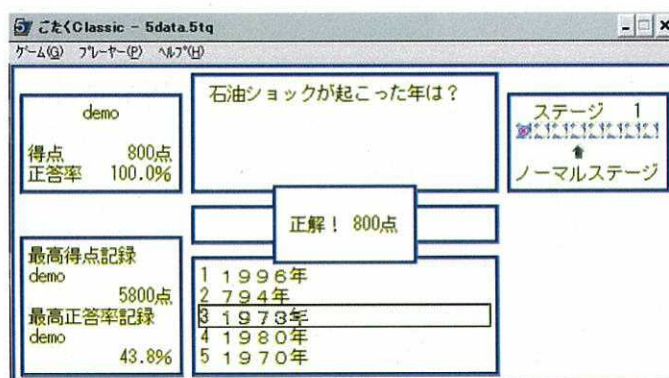 ごたくClassic - 5data.5tq
ゲーム(G) プレーヤー(P) ヘルプ(H)
demo
得点 800点
正答率 100.0%
石油ショックが起こった年は？
ステージ 1
ノーマルステージ
正解！ 800点
最高得点記録
demo
5800点
最高正答率記録
demo
43.8%
1 １９９６年
2 ７９４年
3 １９７３年
4 １９８０年
5 １９７０年